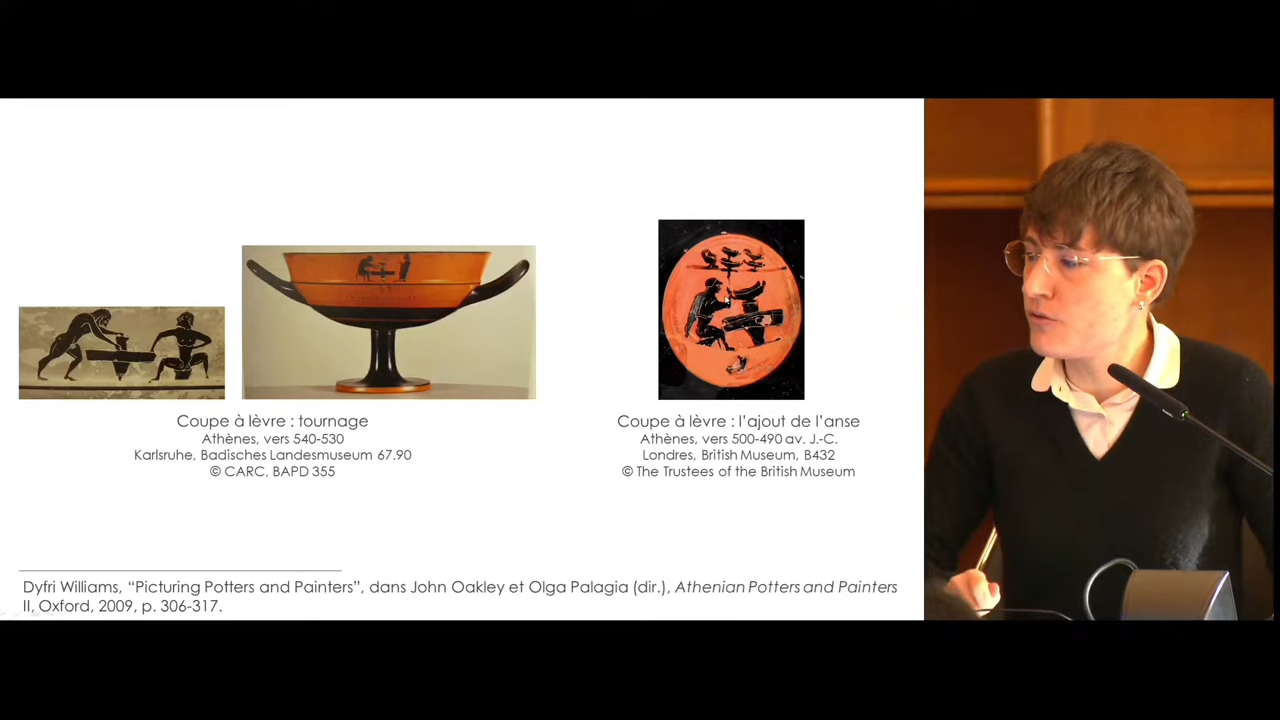 Coupe à lèvre : tournage
Athènes, vers 540-530
Karlsruhe, Badisches Landesmuseum 67.90
© CARC, BAPD 355
Coupe à lèvre : l'ajout de l'anse
Athènes, vers 500-490 av. J.-C.
Londres, British Museum, B432
© The Trustees of the British Museum
Dyfri Williams, “Picturing Potters and Painters”, dans John Oakley et Olga Palagia (dir.), Athenian Potters and Painters
II, Oxford, 2009, p. 306-317.